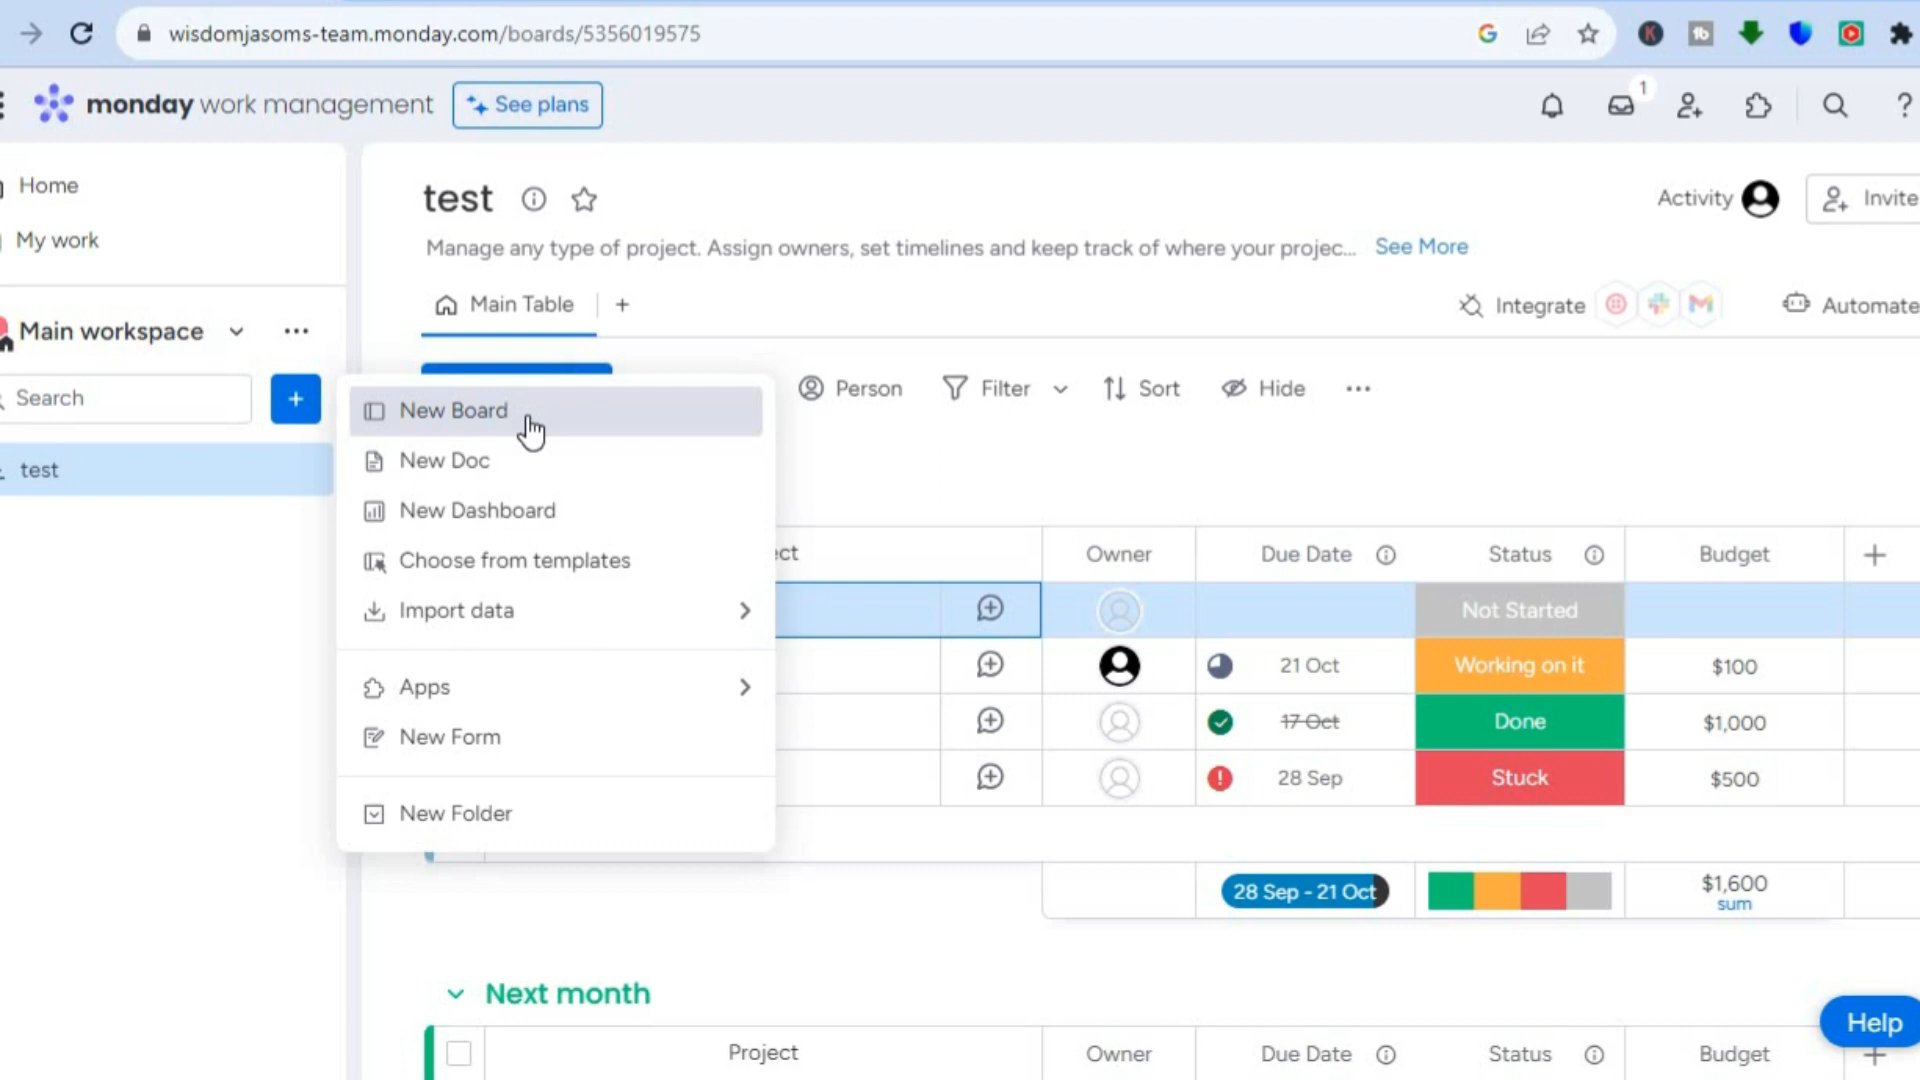 wisdomjasoms-team.monday.com/boards/5356019575
monday work management
See plans
1
?
Home
My work
Main workspace
Search
+
test
test
Activity
Invite
Manage any type of project. Assign owners, set timelines and keep track of where your projec... See More
Main Table
+
Integrate
Automate
Person
Filter
Sort
Hide
New Board
New Doc
New Dashboard
Choose from templates
Import data
Apps
New Form
New Folder
ect Owner Due Date Status Budget +
Not Started
21 Oct Working on it $100
17 Oct Done $1,000
28 Sep Stuck $500
28 Sep - 21 Oct $1,600
sum
Next month
Project Owner Due Date Status Budget +
Help